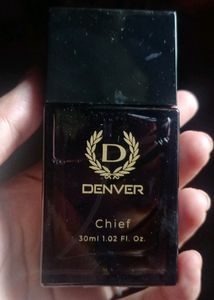 D
DENVER
Chief
30ml 1.02 Fl. Oz.